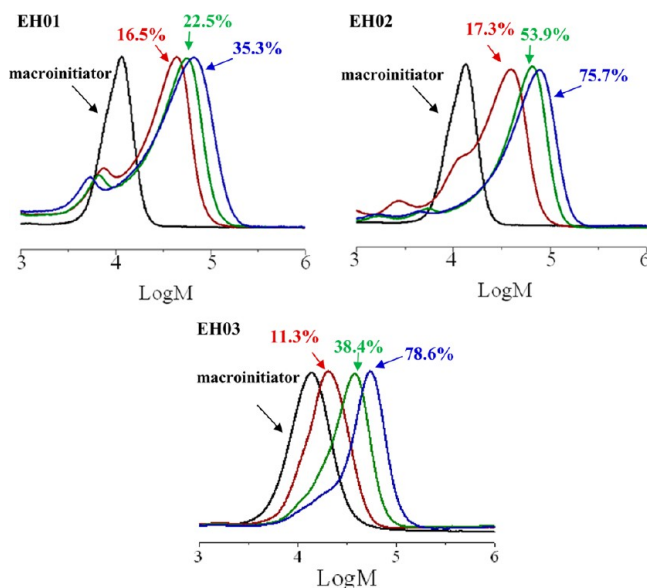 EH01
16.5%
22.5%
35.3%
macroinitiator
3 4 5 6
LogM
EH02
17.3%
53.9%
75.7%
macroinitiator
3 4 5 6
LogM
EH03
11.3%
38.4%
78.6%
macroinitiator
3 4 5 6
LogM